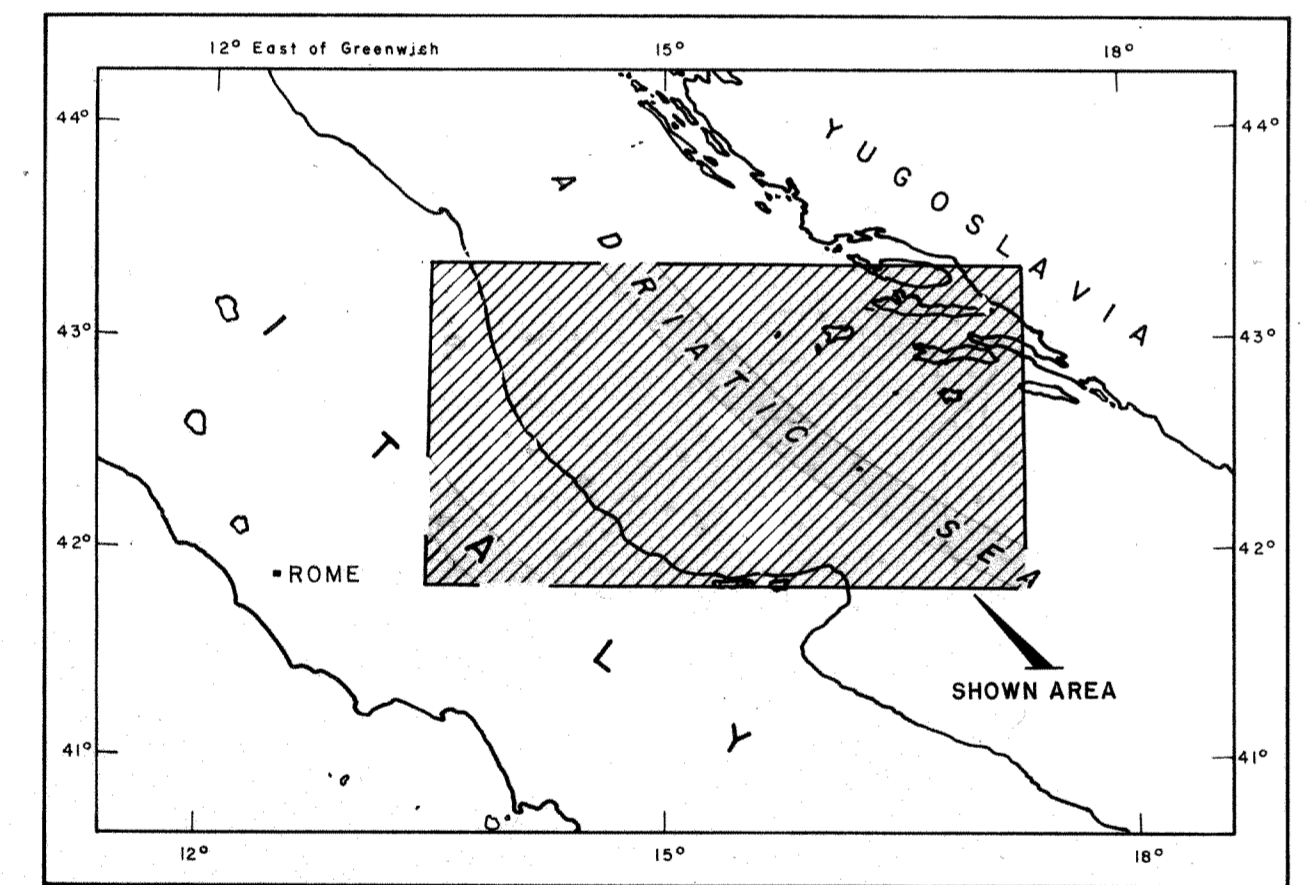 12° East of Greenwich 15° 18°
44° 44°
YUGOSLAVIA
ADRIATIC SEA
43° 43°
ITALY
42° 42°
ROME
SHOWN AREA
41° 41°
12° 15° 18°